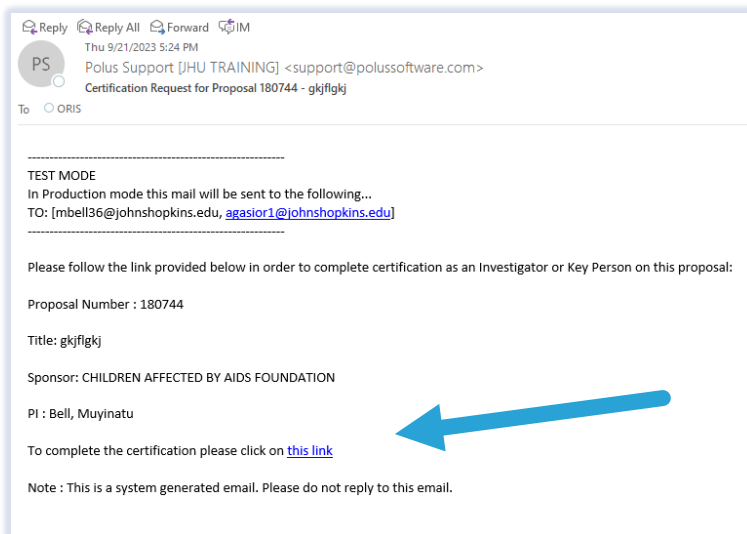 Reply Reply All Forward IM
Thu 9/21/2023 5:24 PM
PS
Polus Support [JHU TRAINING] <support@polussoftware.com>
Certification Request for Proposal 180744 - gkjflgkj
To ORIS
----------------------------------------------------------
TEST MODE
In Production mode this mail will be sent to the following...
TO: [mbell36@johnshopkins.edu, agasior1@johnshopkins.edu]
----------------------------------------------------------
Please follow the link provided below in order to complete certification as an Investigator or Key Person on this proposal:
Proposal Number : 180744
Title: gkjflgkj
Sponsor: CHILDREN AFFECTED BY AIDS FOUNDATION
PI : Bell, Muyinatu
To complete the certification please click on this link
Note : This is a system generated email. Please do not reply to this email.